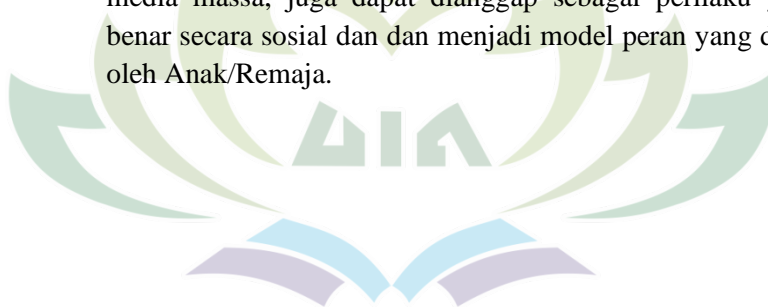 media massa, juga dapat dianggap sebagai perilaku
benar secara sosial dan dan menjadi model peran yang
oleh Anak/Remaja.
UIN